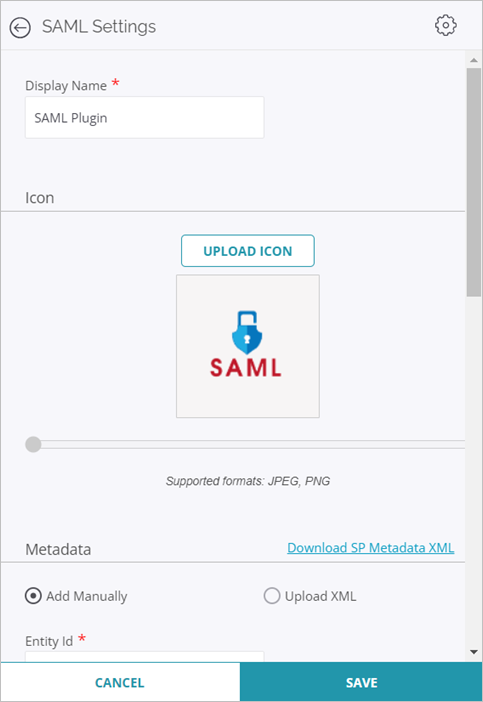 SAML Settings
Display Name *
SAML Plugin
Icon
UPLOAD ICON
SAML
Supported formats: JPEG, PNG
Metadata Download SP Metadata XML
Add Manually Upload XML
Entity Id *
CANCEL SAVE